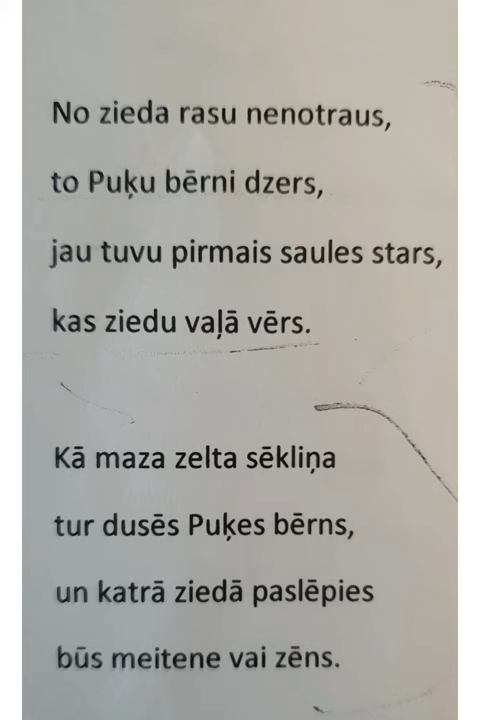 No zieda rasu nenotraus,
to Puķu bērni dzers,
jau tuvu pirmais saules stars,
kas ziedu vaļā vērs.
Kā maza zelta sēkliņa
tur dusēs Puķes bērns,
un katrā ziedā paslēpies
būs meitene vai zēns.